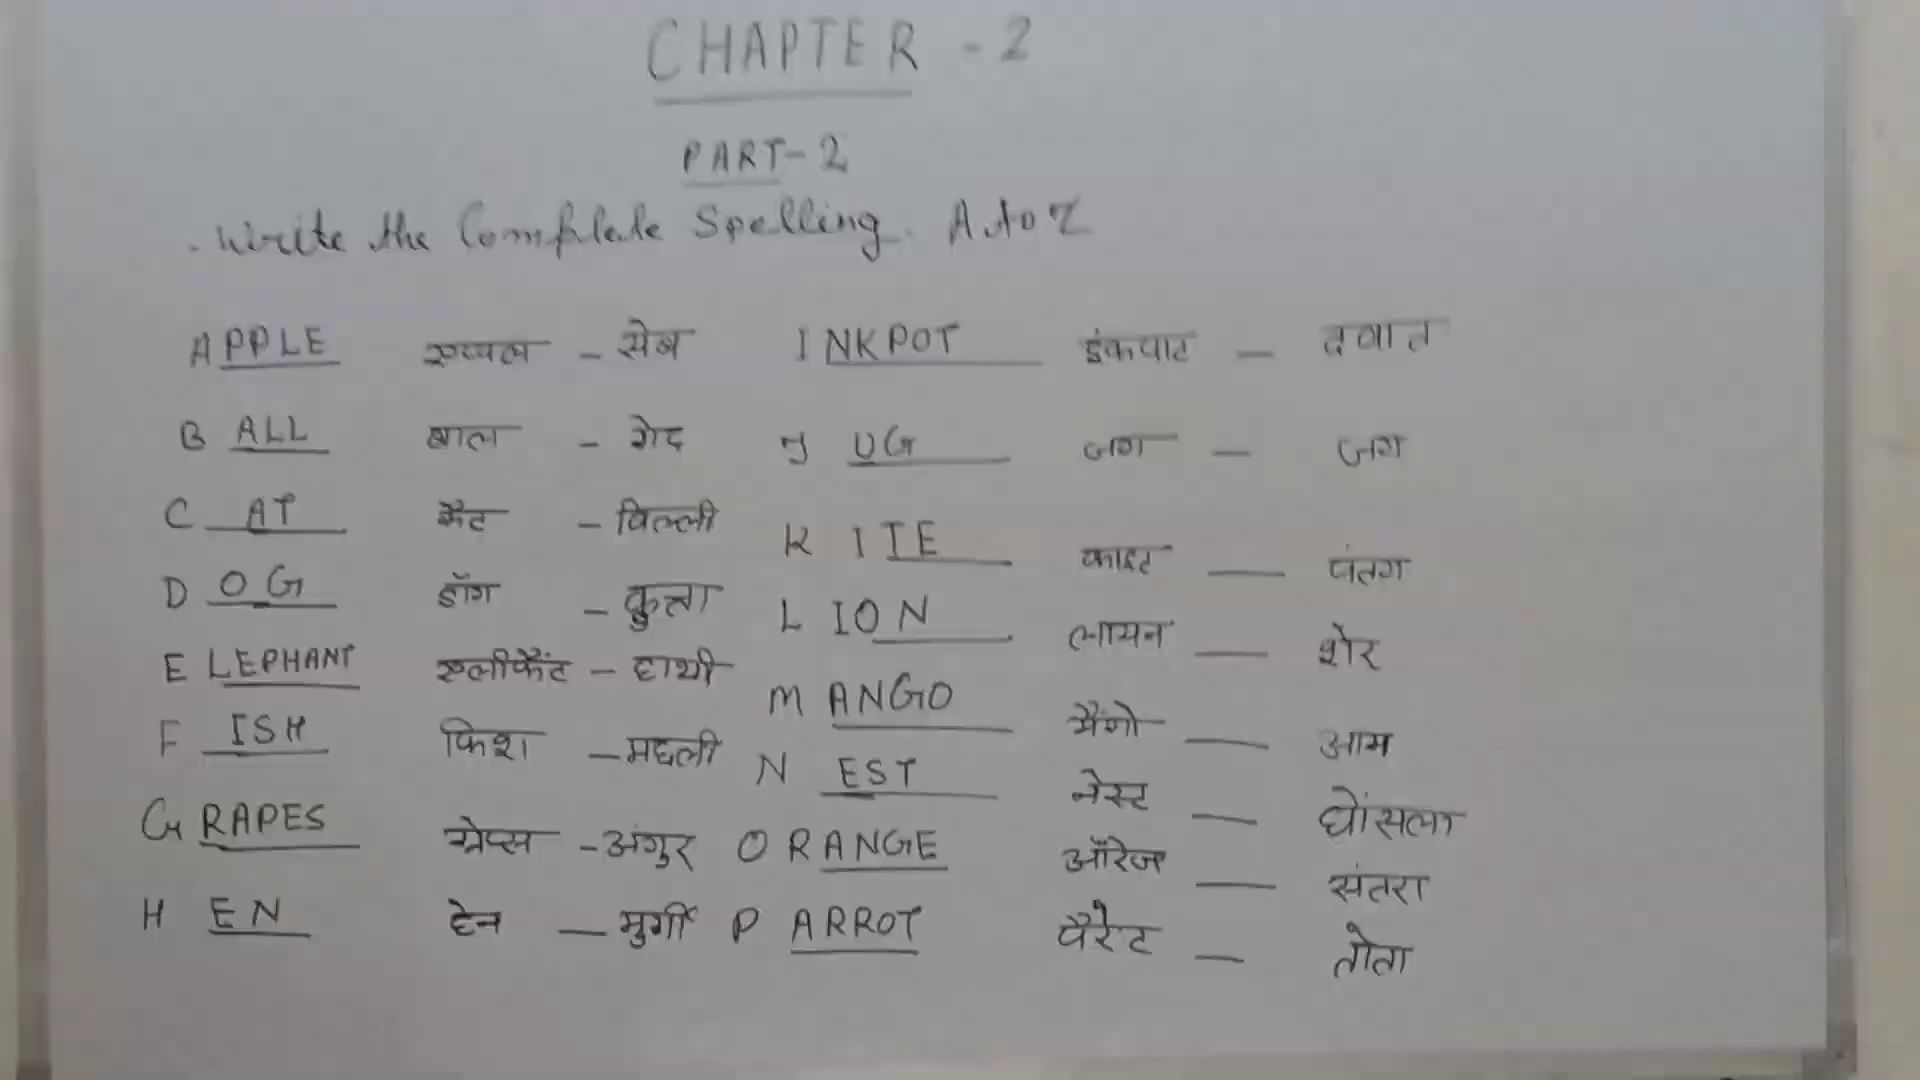 CHAPTER - 2
PART-2
. Write the Complete Spelling. A to Z
APPLE एप्पल - सेब INKPOT इंकपाट — दवात
B ALL बाल - गेद J UG जग — जग
C AT कैट - बिल्ली K ITE काइट — पंतग
D OG डॉग - कुत्ता L ION लायन — शेर
E LEPHANT एलीफैंट - हाथी M ANGO मैंगो — आम
F ISH फिश - मछली N EST नेस्ट — घोंसला
G RAPES ग्रेप्स - अंगुर O RANGE ऑरेंज — संतरा
H EN हेन — मुर्गी P ARROT पैरेट — तोता